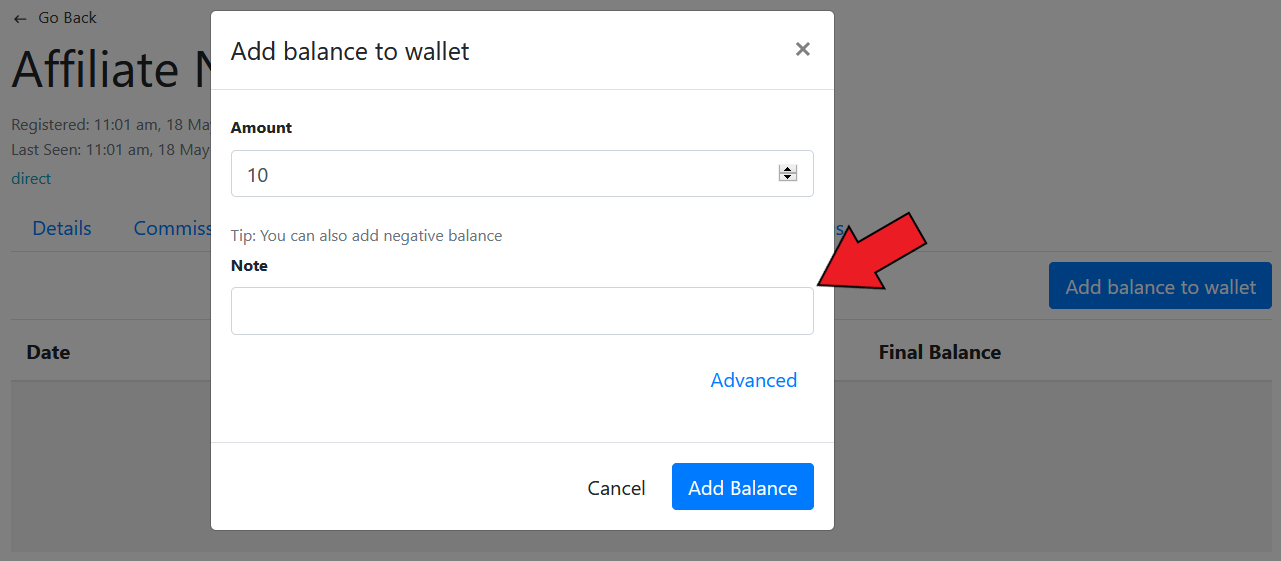 ← Go Back
Add balance to wallet ×
Affiliate
Registered: 11:01 am, 18 May
Last Seen: 11:01 am, 18 May
direct
Amount
10
Details
Tip: You can also add negative balance
Note
Add balance to wallet
Date
Final Balance
Advanced
Cancel
Add Balance